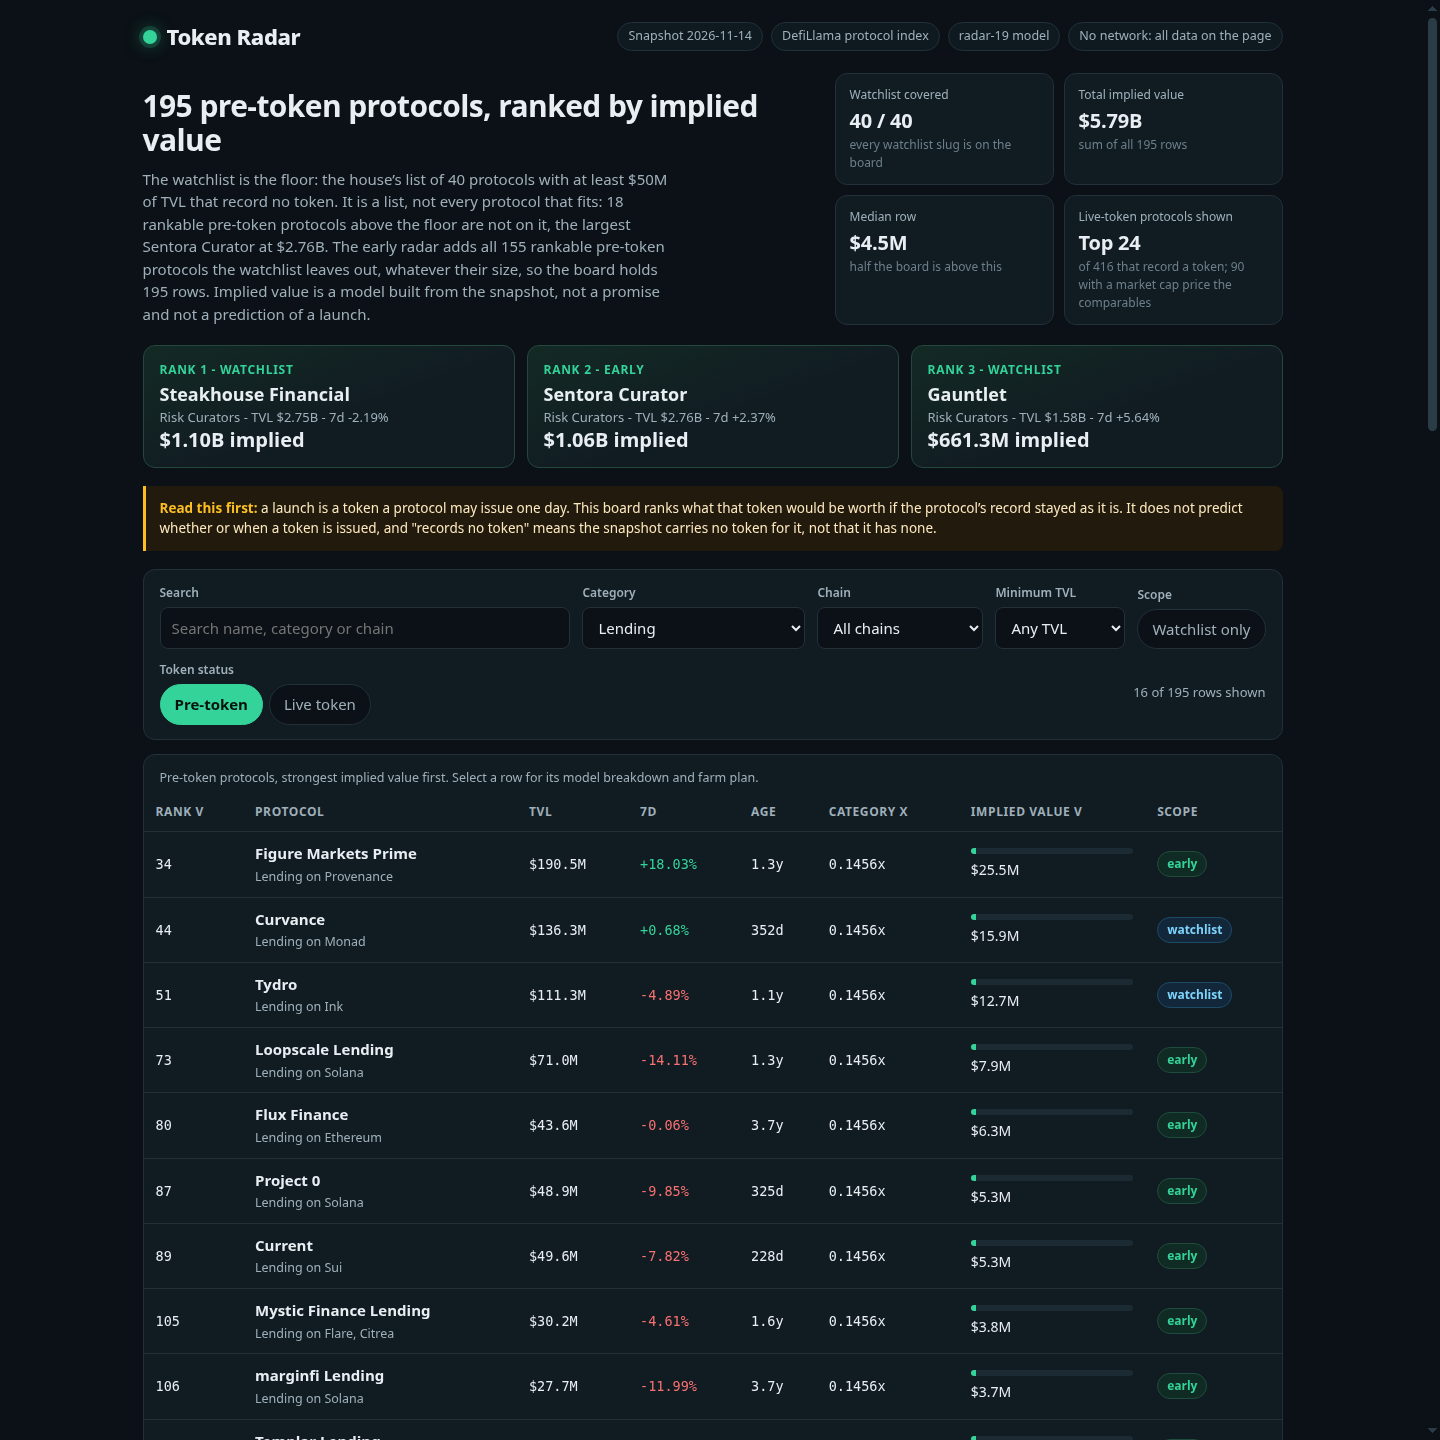 Token Radar
Snapshot 2026-11-14
DefiLlama protocol index
radar-19 model
No network: all data on the page
195 pre-token protocols, ranked by implied
value
The watchlist is the floor: the house’s list of 40 protocols with at least $50M
of TVL that record no token. It is a list, not every protocol that fits: 18
rankable pre-token protocols above the floor are not on it, the largest
Sentora Curator at $2.76B. The early radar adds all 155 rankable pre-token
protocols the watchlist leaves out, whatever their size, so the board holds
195 rows. Implied value is a model built from the snapshot, not a promise
and not a prediction of a launch.
Watchlist covered
40 / 40
every watchlist slug is on the
board
Total implied value
$5.79B
sum of all 195 rows
Median row
$4.5M
half the board is above this
Live-token protocols shown
Top 24
of 416 that record a token; 90
with a market cap price the
comparables
RANK 1 - WATCHLIST
Steakhouse Financial
Risk Curators - TVL $2.75B - 7d -2.19%
$1.10B implied
RANK 2 - EARLY
Sentora Curator
Risk Curators - TVL $2.76B - 7d +2.37%
$1.06B implied
RANK 3 - WATCHLIST
Gauntlet
Risk Curators - TVL $1.58B - 7d +5.64%
$661.3M implied
Read this first: a launch is a token a protocol may issue one day. This board ranks what that token would be worth if the protocol’s record stayed as it is. It does not predict
whether or when a token is issued, and "records no token" means the snapshot carries no token for it, not that it has none.
Search
Category
Chain
Minimum TVL
Scope
Search name, category or chain
Lending
All chains
Any TVL
Watchlist only
Token status
Pre-token
Live token
16 of 195 rows shown
Pre-token protocols, strongest implied value first. Select a row for its model breakdown and farm plan.
RANK V PROTOCOL TVL 7D AGE CATEGORY X IMPLIED VALUE V SCOPE
34 Figure Markets Prime $190.5M +18.03% 1.3y 0.1456x $25.5M early
Lending on Provenance
44 Curvance $136.3M +0.68% 352d 0.1456x $15.9M watchlist
Lending on Monad
51 Tydro $111.3M -4.89% 1.1y 0.1456x $12.7M watchlist
Lending on Ink
73 Loopscale Lending $71.0M -14.11% 1.3y 0.1456x $7.9M early
Lending on Solana
80 Flux Finance $43.6M -0.06% 3.7y 0.1456x $6.3M early
Lending on Ethereum
87 Project 0 $48.9M -9.85% 325d 0.1456x $5.3M early
Lending on Solana
89 Current $49.6M -7.82% 228d 0.1456x $5.3M early
Lending on Sui
105 Mystic Finance Lending $30.2M -4.61% 1.6y 0.1456x $3.8M early
Lending on Flare, Citrea
106 marginfi Lending $27.7M -11.99% 3.7y 0.1456x $3.7M early
Lending on Solana